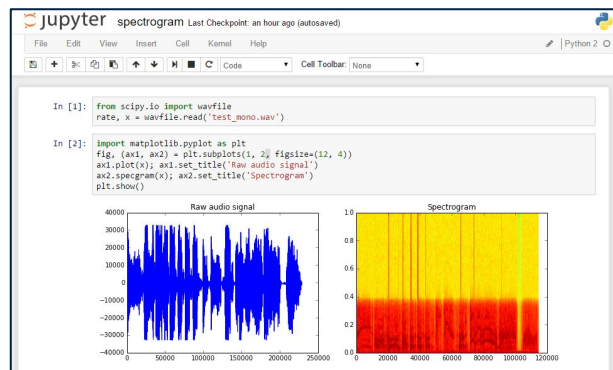 jupyter spectrogram Last Checkpoint: an hour ago (autosaved)
File Edit View Insert Cell Kernel Help Python 2
Code Cell Toolbar: None
In [1]: from scipy.io import wavfile
rate, x = wavfile.read('test_mono.wav')
In [2]: import matplotlib.pyplot as plt
fig, (ax1, ax2) = plt.subplots(1, 2, figsize=(12, 4))
ax1.plot(x); ax1.set_title('Raw audio signal')
ax2.specgram(x); ax2.set_title('Spectrogram')
plt.show()
Raw audio signal
40000
30000
20000
10000
0
−10000
−20000
−30000
−40000
0 50000 100000 150000 200000 250000
Spectrogram
1.0
0.8
0.6
0.4
0.2
0.0
0 20000 40000 60000 80000 100000 120000